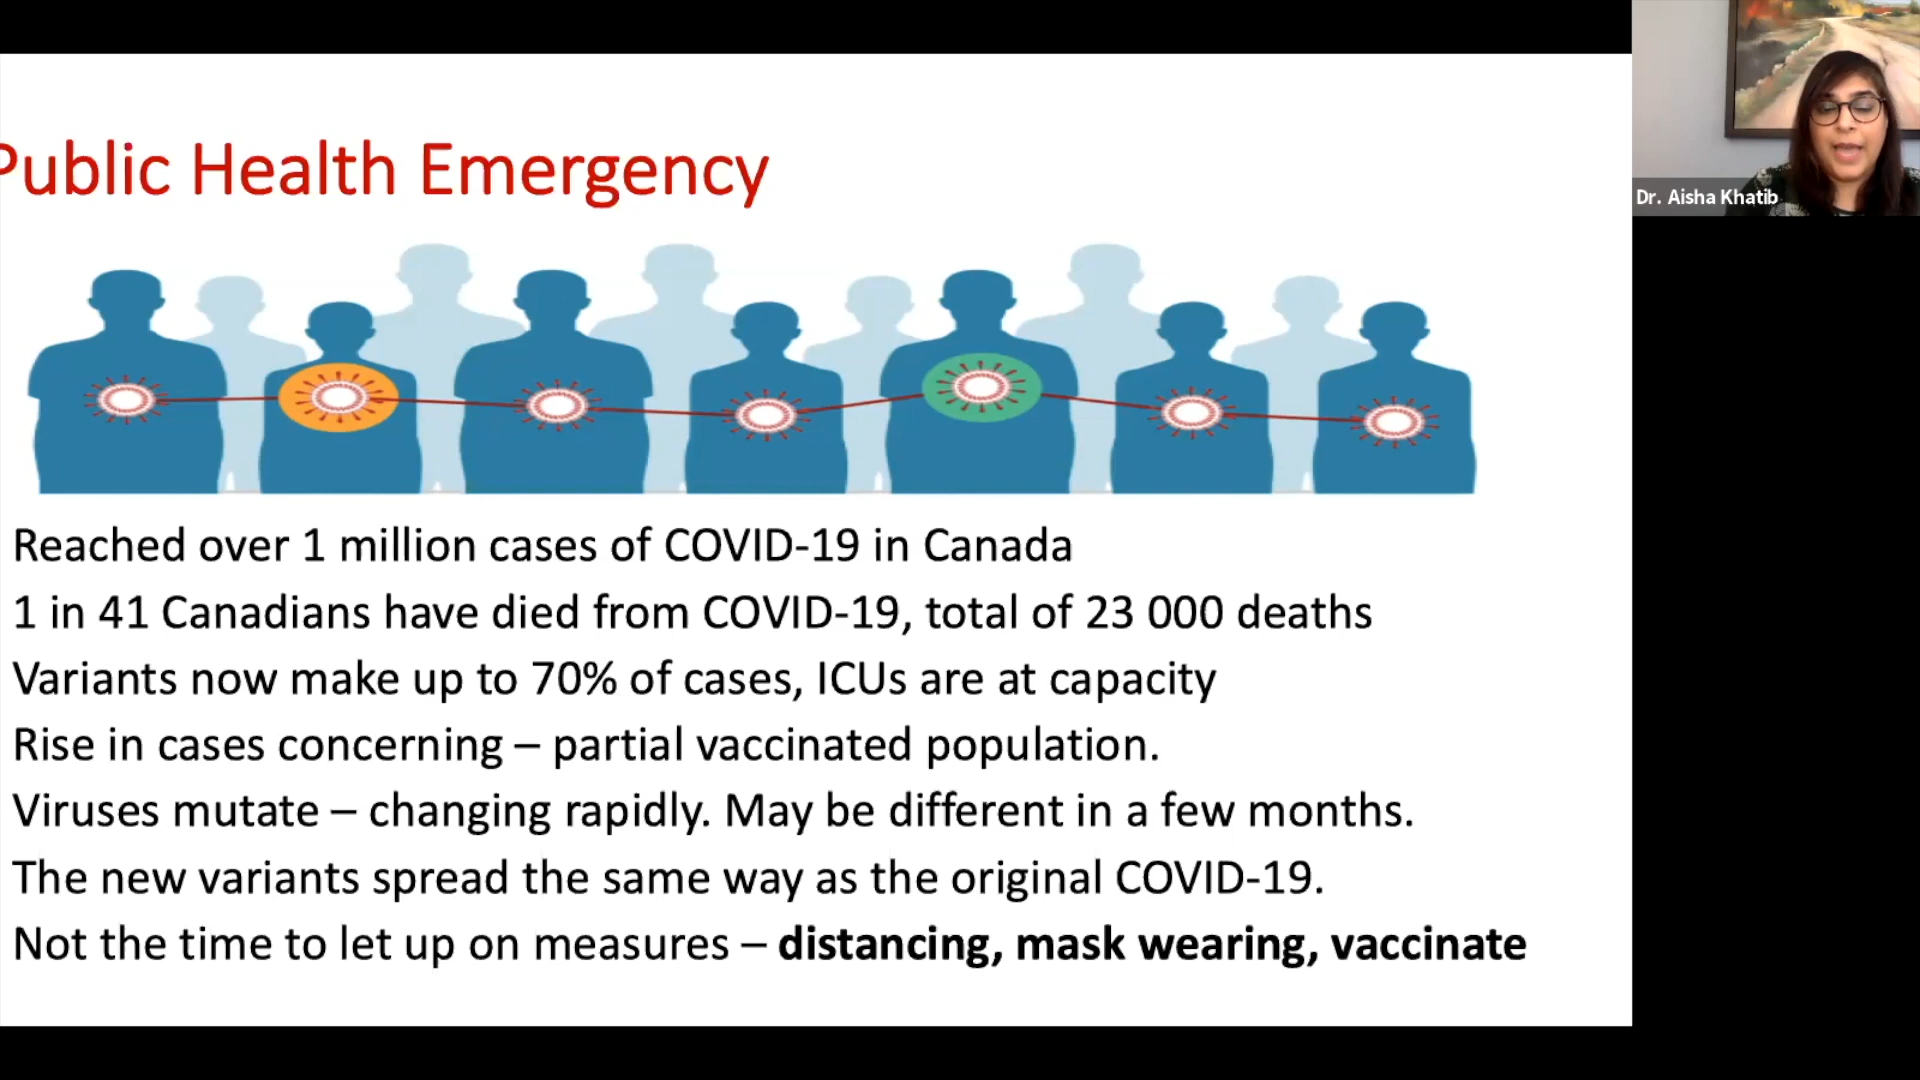 Public Health Emergency
Dr. Aisha Khatib
Reached over 1 million cases of COVID-19 in Canada
1 in 41 Canadians have died from COVID-19, total of 23 000 deaths
Variants now make up to 70% of cases, ICUs are at capacity
Rise in cases concerning – partial vaccinated population.
Viruses mutate – changing rapidly. May be different in a few months.
The new variants spread the same way as the original COVID-19.
Not the time to let up on measures – distancing, mask wearing, vaccinate